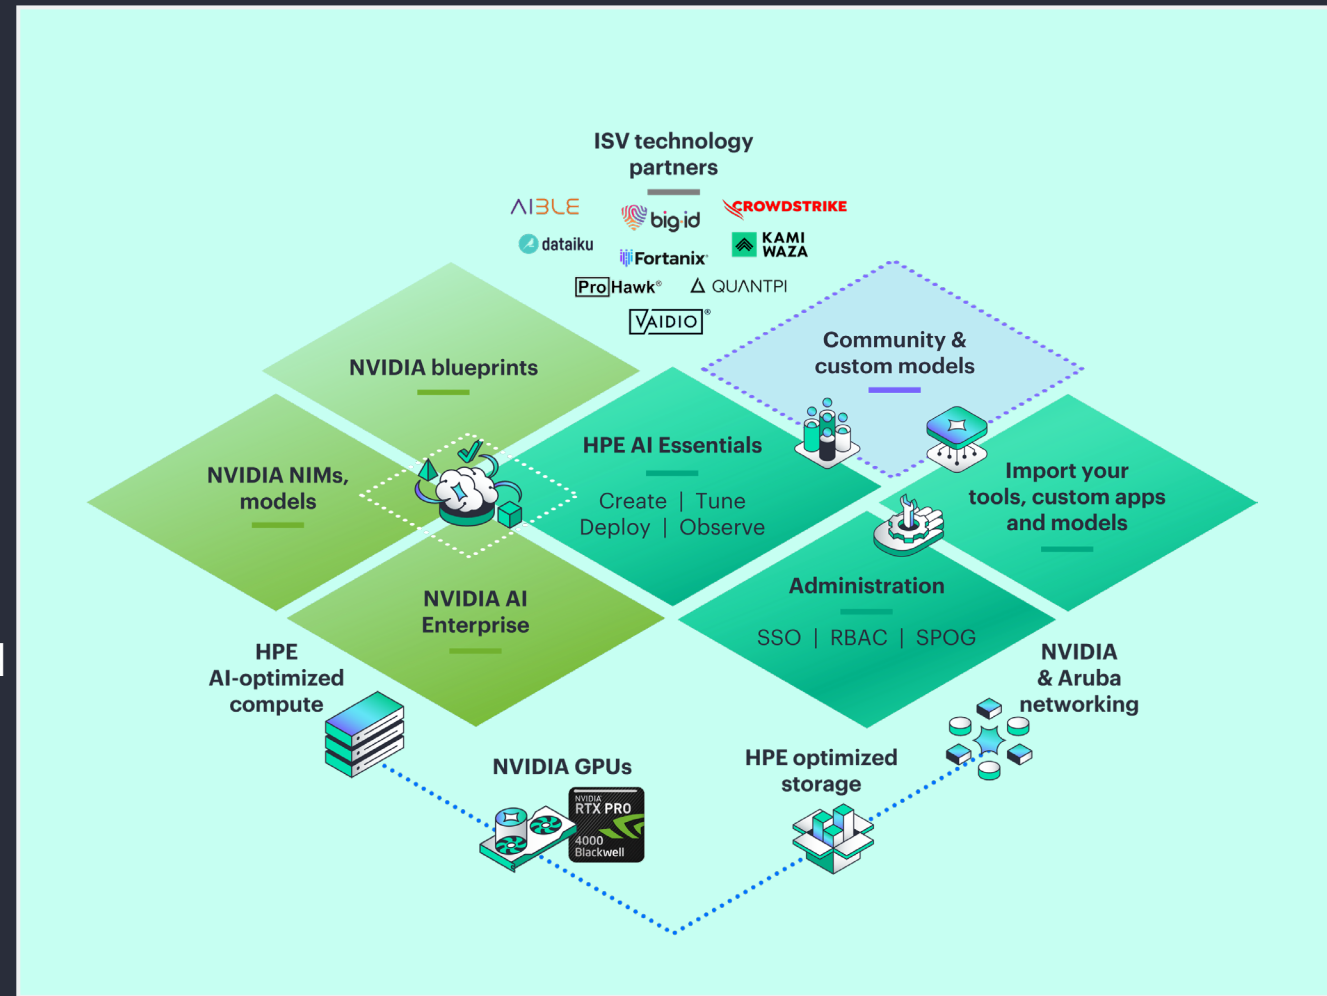 ISV technology
partners
AIBLE
big·id
CROWDSTRIKE
dataiku
KAMI
WAZA
Fortanix®
ProHawk®
QUANTPI
VAIDIO®
NVIDIA blueprints
Community &
custom models
HPE AI Essentials
Create | Tune
Deploy | Observe
NVIDIA NIMs,
models
Import your
tools, custom apps
and models
NVIDIA AI
Enterprise
Administration
SSO | RBAC | SPOG
HPE
AI-optimized
compute
NVIDIA
& Aruba
networking
NVIDIA GPUs
NVIDIA
RTX PRO
4000
Blackwell
HPE optimized
storage